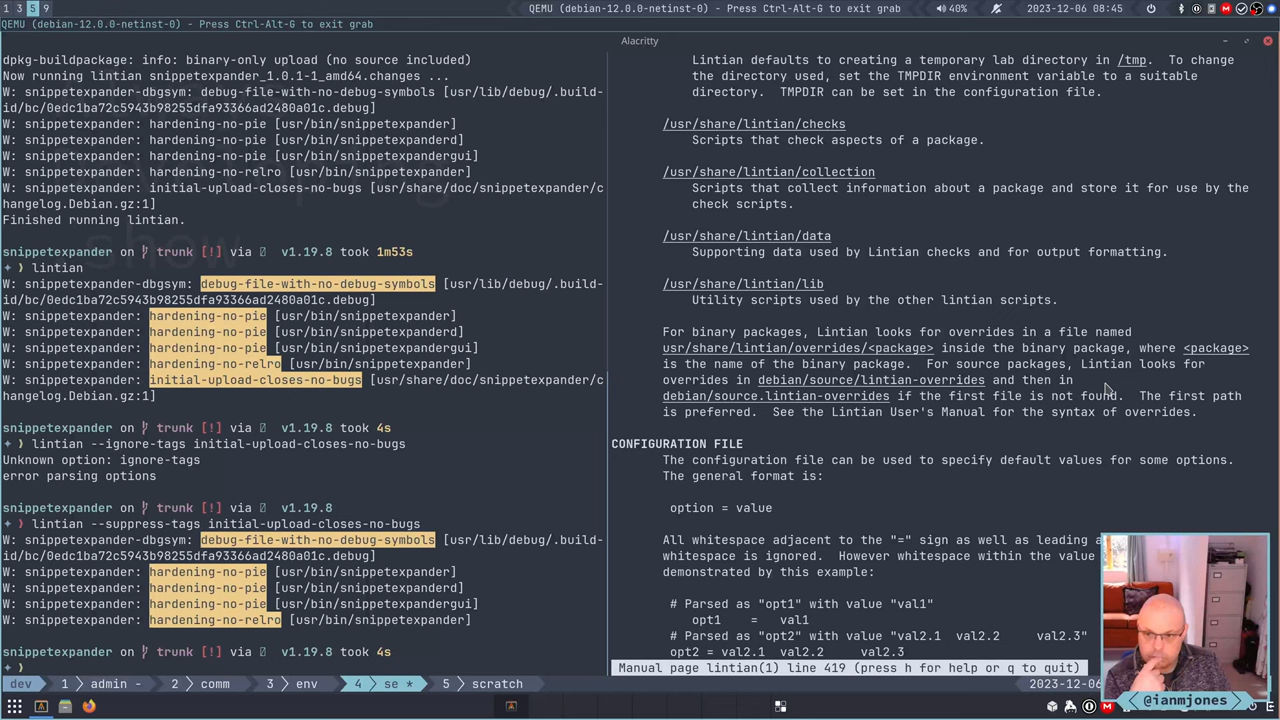 1 3 5 9
QEMU (debian-12.0.0-netinst-0) - Press Ctrl-Alt-G to exit grab
40%
2023-12-06 08:45
QEMU (debian-12.0.0-netinst-0) - Press Ctrl-Alt-G to exit grab
Alacritty
dpkg-buildpackage: info: binary-only upload (no source included)
Now running lintian snippetexpander_1.0.1-1_amd64.changes ...
W: snippetexpander-dbgsym: debug-file-with-no-debug-symbols [usr/lib/debug/.build-
id/bc/0edc1ba72c5943b98255dfa93366ad2480a01c.debug]
W: snippetexpander: hardening-no-pie [usr/bin/snippetexpander]
W: snippetexpander: hardening-no-pie [usr/bin/snippetexpanderd]
W: snippetexpander: hardening-no-pie [usr/bin/snippetexpandergui]
W: snippetexpander: hardening-no-relro [usr/bin/snippetexpander]
W: snippetexpander: initial-upload-closes-no-bugs [usr/share/doc/snippetexpander/c
hangelog.Debian.gz:1]
Finished running lintian.
show
snippetexpander on trunk [!] via v1.19.8 took 1m53s
✦ ❯ lintian
W: snippetexpander-dbgsym: debug-file-with-no-debug-symbols [usr/lib/debug/.build-
id/bc/0edc1ba72c5943b98255dfa93366ad2480a01c.debug]
W: snippetexpander: hardening-no-pie [usr/bin/snippetexpander]
W: snippetexpander: hardening-no-pie [usr/bin/snippetexpanderd]
W: snippetexpander: hardening-no-pie [usr/bin/snippetexpandergui]
W: snippetexpander: hardening-no-relro [usr/bin/snippetexpander]
W: snippetexpander: initial-upload-closes-no-bugs [usr/share/doc/snippetexpander/c
hangelog.Debian.gz:1]
snippetexpander on trunk [!] via v1.19.8 took 4s
✦ ❯ lintian --ignore-tags initial-upload-closes-no-bugs
Unknown option: ignore-tags
error parsing options
snippetexpander on trunk [!] via v1.19.8
✦ ❯ lintian --suppress-tags initial-upload-closes-no-bugs
W: snippetexpander-dbgsym: debug-file-with-no-debug-symbols [usr/lib/debug/.build-
id/bc/0edc1ba72c5943b98255dfa93366ad2480a01c.debug]
W: snippetexpander: hardening-no-pie [usr/bin/snippetexpander]
W: snippetexpander: hardening-no-pie [usr/bin/snippetexpanderd]
W: snippetexpander: hardening-no-pie [usr/bin/snippetexpandergui]
W: snippetexpander: hardening-no-relro [usr/bin/snippetexpander]
snippetexpander on trunk [!] via v1.19.8 took 4s
✦ ❯
Lintian defaults to creating a temporary lab directory in /tmp. To change
the directory used, set the TMPDIR environment variable to a suitable
directory. TMPDIR can be set in the configuration file.
/usr/share/lintian/checks
Scripts that check aspects of a package.
/usr/share/lintian/collection
Scripts that collect information about a package and store it for use by the
check scripts.
/usr/share/lintian/data
Supporting data used by Lintian checks and for output formatting.
/usr/share/lintian/lib
Utility scripts used by the other lintian scripts.
For binary packages, Lintian looks for overrides in a file named
usr/share/lintian/overrides/<package> inside the binary package, where <package>
is the name of the binary package. For source packages, Lintian looks for
overrides in debian/source/lintian-overrides and then in
debian/source.lintian-overrides if the first file is not found. The first path
is preferred. See the Lintian User's Manual for the syntax of overrides.
CONFIGURATION FILE
The configuration file can be used to specify default values for some options.
The general format is:
option = value
All whitespace adjacent to the "=" sign as well as leading a
whitespace is ignored. However whitespace within the value
demonstrated by this example:
# Parsed as "opt1" with value "val1"
opt1 = val1
# Parsed as "opt2" with value "val2.1 val2.2 val2.3"
opt2 = val2.1 val2.2 val2.3
Manual page lintian(1) line 419 (press h for help or q to quit)
dev 1 admin - 2 comm 3 env 4 se * 5 scratch
2023-12-06
@ianmjones